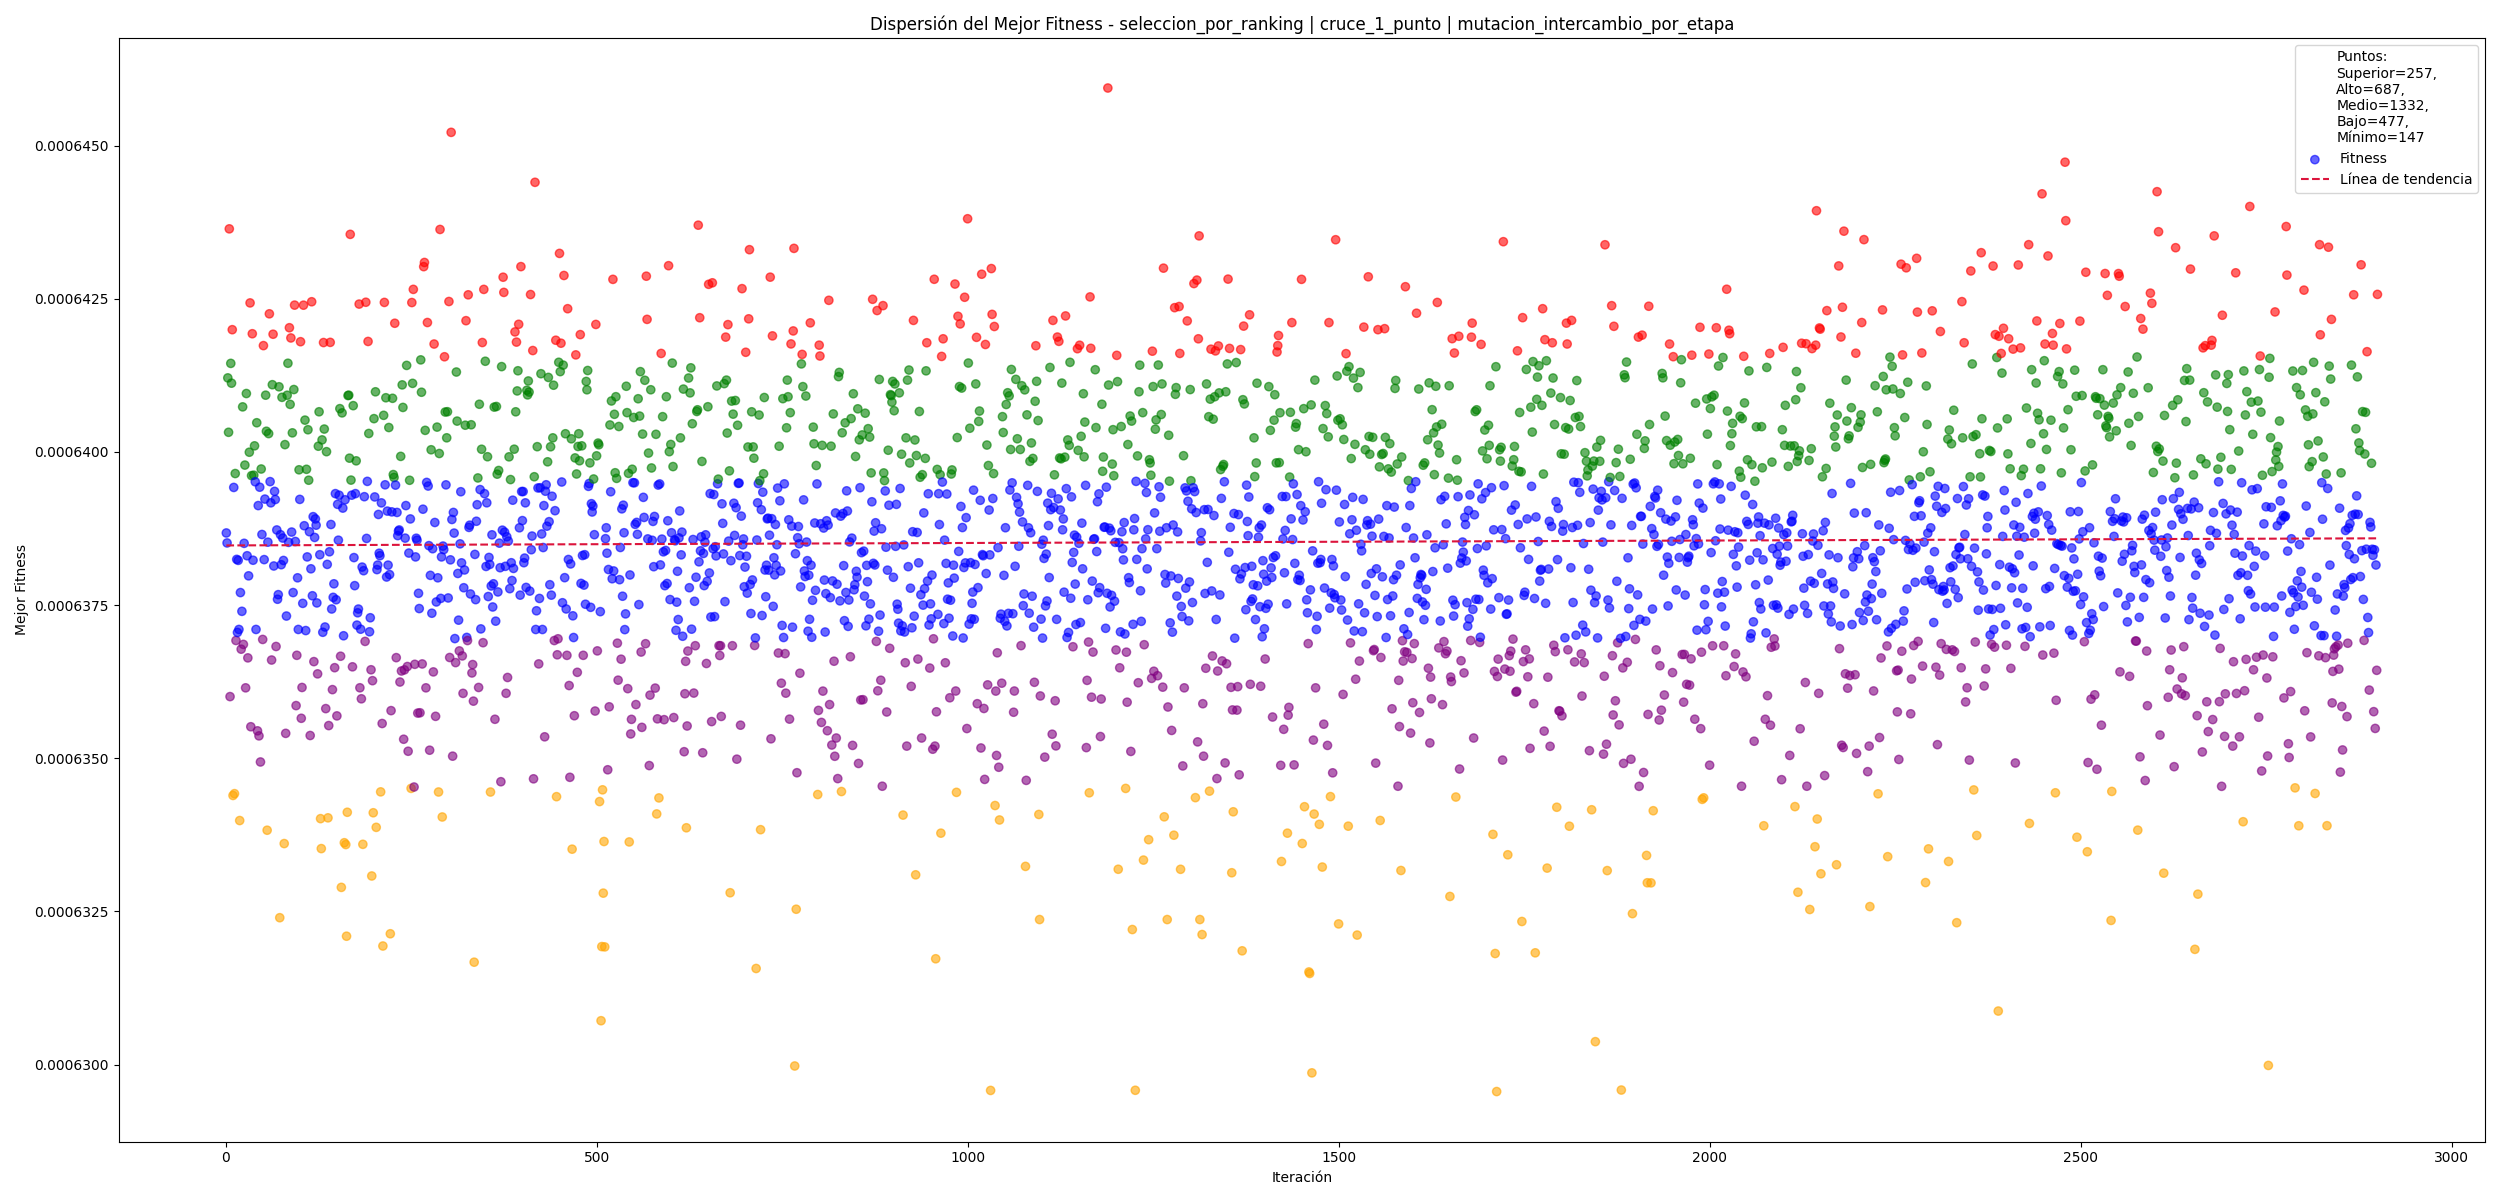 Dispersión del Mejor Fitness - seleccion_por_ranking | cruce_1_punto | mutacion_intercambio_por_etapa
Puntos:
Superior=257,
Alto=687,
Medio=1332,
Bajo=477,
Mínimo=147
Fitness
Línea de tendencia
Mejor Fitness
0.0006450
0.0006425
0.0006400
0.0006375
0.0006350
0.0006325
0.0006300
0
500
1000
1500
2000
2500
3000
Iteración